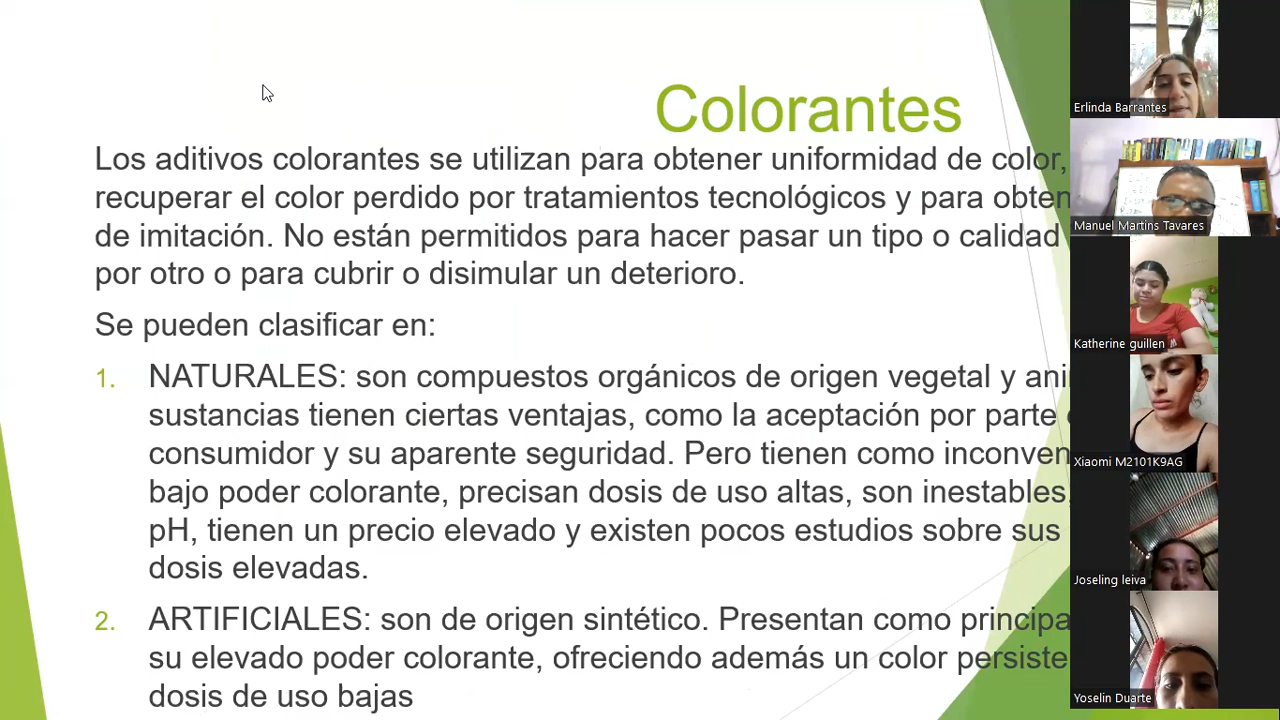 Colorantes
Los aditivos colorantes se utilizan para obtener uniformidad de color,
recuperar el color perdido por tratamientos tecnológicos y para obten
de imitación. No están permitidos para hacer pasar un tipo o calidad
por otro o para cubrir o disimular un deterioro.
Se pueden clasificar en:
1. NATURALES: son compuestos orgánicos de origen vegetal y ani
sustancias tienen ciertas ventajas, como la aceptación por parte
consumidor y su aparente seguridad. Pero tienen como inconven
bajo poder colorante, precisan dosis de uso altas, son inestables,
pH, tienen un precio elevado y existen pocos estudios sobre sus
dosis elevadas.
2. ARTIFICIALES: son de origen sintético. Presentan como principa
su elevado poder colorante, ofreciendo además un color persiste
dosis de uso bajas
Erlinda Barrantes
Manuel Martins Tavares
Katherine guillen
Xiaomi M2101K9AG
Joseling leiva
Yoselin Duarte